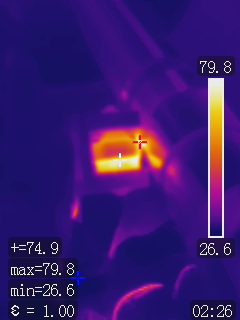 79.8
26.6
+=74.9
max=79.8
min=26.6
ε = 1.00
02:26